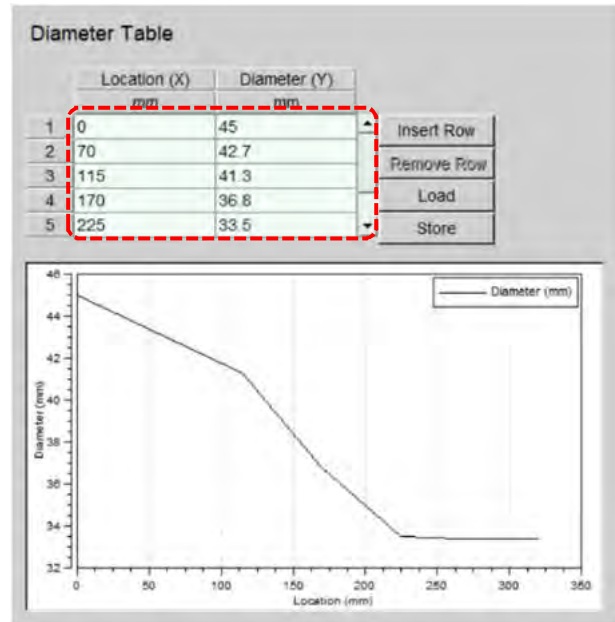 Diameter Table
Location (X) Diameter (Y)
mm mm
1 0 45 Insert Row
2 70 42.7 Remove Row
3 115 41.3
4 170 36.8 Load
5 225 33.5 Store
46
44
42
40
38
36
34
32
Diameter (mm)
Diameter (mm)
0 50 100 150 200 250 300 350
Location (mm)